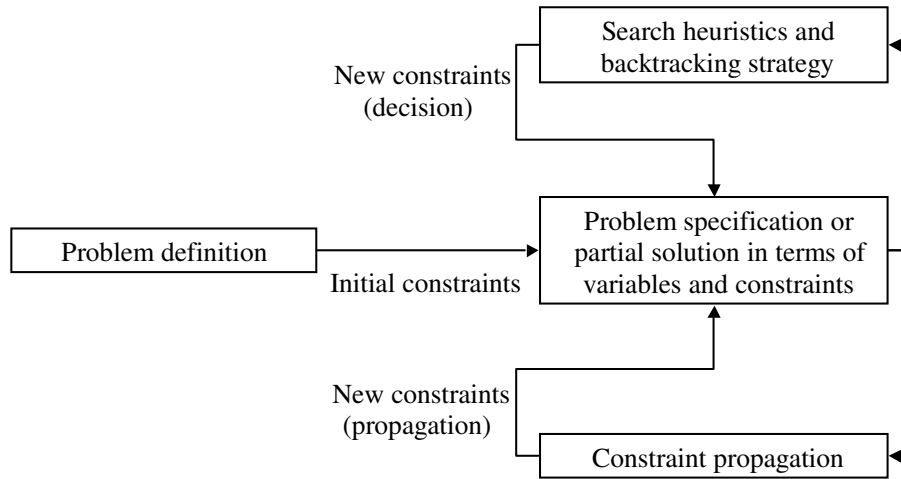 Search heuristics and
backtracking strategy
New constraints
(decision)
Problem specification or
partial solution in terms of
variables and constraints
Problem definition
Initial constraints
New constraints
(propagation)
Constraint propagation